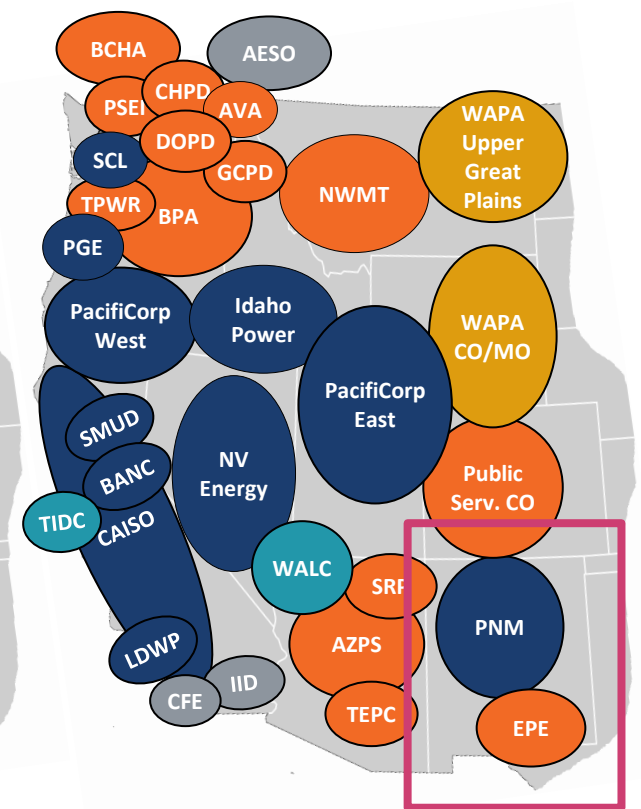 BCHA
AESO
PSEI
CHPD
AVA
WAPA
Upper
Great
Plains
DOPD
SCL
GCPD
NWMT
TPWR
BPA
PGE
PacifiCorp
West
Idaho
Power
WAPA
CO/MO
PacifiCorp
East
SMUD
BANC
NV
Energy
Public
Serv. CO
TIDC
CAISO
WALC
SRP
PNM
LDWP
AZPS
IID
CFE
TEPC
EPE